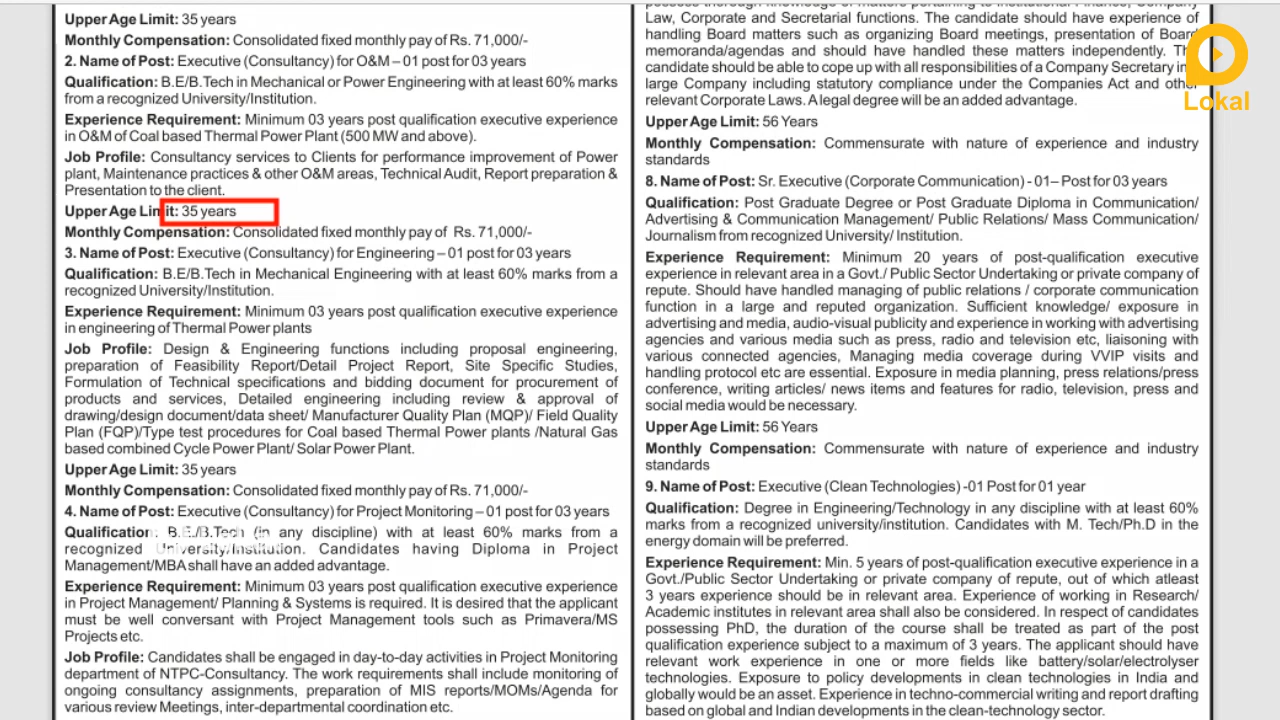 Upper Age Limit: 35 years
Monthly Compensation: Consolidated fixed monthly pay of Rs. 71,000/-
2. Name of Post: Executive (Consultancy) for O&M – 01 post for 03 years
Qualification: B.E/B.Tech in Mechanical or Power Engineering with at least 60% marks
from a recognized University/Institution.
Experience Requirement: Minimum 03 years post qualification executive experience
in O&M of Coal based Thermal Power Plant (500 MW and above).
Job Profile: Consultancy services to Clients for performance improvement of Power
plant, Maintenance practices & other O&M areas, Technical Audit, Report preparation &
Presentation to the client.
Upper Age Limit: 35 years
Monthly Compensation: Consolidated fixed monthly pay of Rs. 71,000/-
3. Name of Post: Executive (Consultancy) for Engineering – 01 post for 03 years
Qualification: B.E/B.Tech in Mechanical Engineering with at least 60% marks from a
recognized University/Institution.
Experience Requirement: Minimum 03 years post qualification executive experience
in engineering of Thermal Power plants
Job Profile: Design & Engineering functions including proposal engineering,
preparation of Feasibility Report/Detail Project Report, Site Specific Studies,
Formulation of Technical specifications and bidding document for procurement of
products and services, Detailed engineering including review & approval of
drawing/design document/data sheet/ Manufacturer Quality Plan (MQP)/ Field Quality
Plan (FQP)/Type test procedures for Coal based Thermal Power plants /Natural Gas
based combined Cycle Power Plant/ Solar Power Plant.
Upper Age Limit: 35 years
Monthly Compensation: Consolidated fixed monthly pay of Rs. 71,000/-
4. Name of Post: Executive (Consultancy) for Project Monitoring – 01 post for 03 years
Qualification: B.E/B.Tech (in any discipline) with at least 60% marks from a
recognized University/Institution. Candidates having Diploma in Project
Management/MBA shall have an added advantage.
Experience Requirement: Minimum 03 years post qualification executive experience
in Project Management/ Planning & Systems is required. It is desired that the applicant
must be well conversant with Project Management tools such as Primavera/MS
Projects etc.
Job Profile: Candidates shall be engaged in day-to-day activities in Project Monitoring
department of NTPC-Consultancy. The work requirements shall include monitoring of
ongoing consultancy assignments, preparation of MIS reports/MOMs/Agenda for
various review Meetings, inter-departmental coordination etc.
possess thorough knowledge of matters pertaining to Institutional Finance, Company
Law, Corporate and Secretarial functions. The candidate should have experience of
handling Board matters such as organizing Board meetings, presentation of Board
memoranda/agendas and should have handled these matters independently. The
candidate should be able to cope up with all responsibilities of a Company Secretary in
large Company including statutory compliance under the Companies Act and other
relevant Corporate Laws. A legal degree will be an added advantage.
Upper Age Limit: 56 Years
Monthly Compensation: Commensurate with nature of experience and industry
standards
8. Name of Post: Sr. Executive (Corporate Communication) - 01– Post for 03 years
Qualification: Post Graduate Degree or Post Graduate Diploma in Communication/
Advertising & Communication Management/ Public Relations/ Mass Communication/
Journalism from recognized University/ Institution.
Experience Requirement: Minimum 20 years of post-qualification executive
experience in relevant area in a Govt./ Public Sector Undertaking or private company of
repute. Should have handled managing of public relations / corporate communication
function in a large and reputed organization. Sufficient knowledge/ exposure in
advertising and media, audio-visual publicity and experience in working with advertising
agencies and various media such as press, radio and television etc, liaisoning with
various connected agencies, Managing media coverage during VVIP visits and
handling protocol etc are essential. Exposure in media planning, press relations/press
conference, writing articles/ news items and features for radio, television, press and
social media would be necessary.
Upper Age Limit: 56 Years
Monthly Compensation: Commensurate with nature of experience and industry
standards
9. Name of Post: Executive (Clean Technologies) -01 Post for 01 year
Qualification: Degree in Engineering/Technology in any discipline with at least 60%
marks from a recognized university/institution. Candidates with M. Tech/Ph.D in the
energy domain will be preferred.
Experience Requirement: Min. 5 years of post-qualification executive experience in a
Govt./Public Sector Undertaking or private company of repute, out of which atleast
3 years experience should be in relevant area. Experience of working in Research/
Academic institutes in relevant area shall also be considered. In respect of candidates
possessing PhD, the duration of the course shall be treated as part of the post
qualification experience subject to a maximum of 3 years. The applicant should have
relevant work experience in one or more fields like battery/solar/electrolyser
technologies. Exposure to policy developments in clean technologies in India and
globally would be an asset. Experience in techno-commercial writing and report drafting
based on global and Indian developments in the clean-technology sector.
Lokal